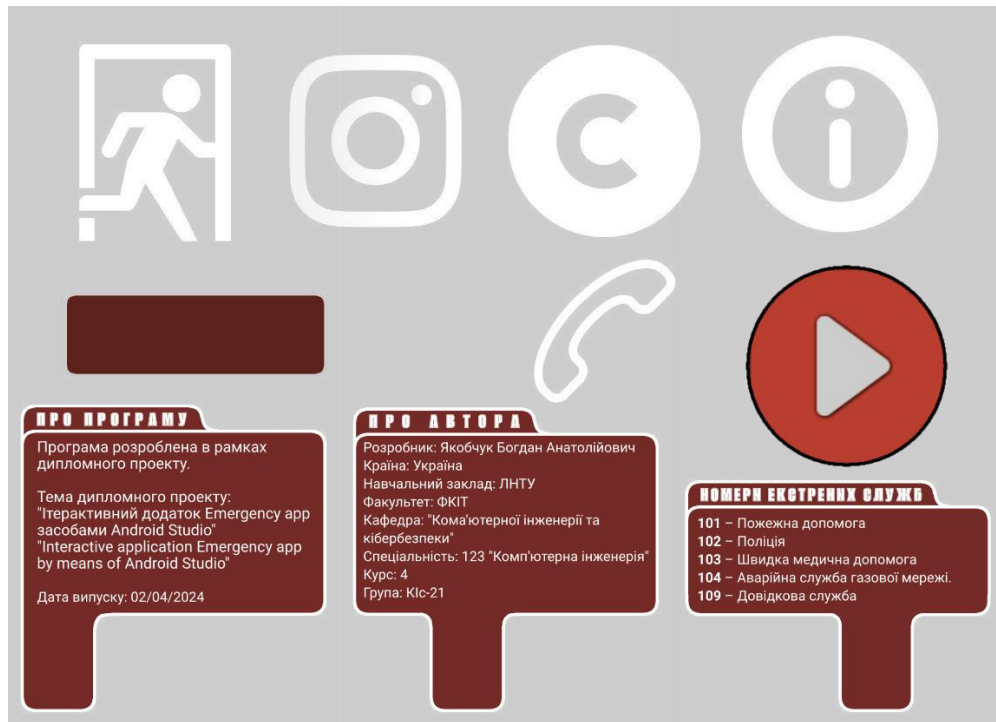 ПРО ПРОГРАМУ
Програма розроблена в рамках
дипломного проекту.
Тема дипломного проекту:
"Ітерактивний додаток Emergency app
засобами Android Studio"
"Interactive application Emergency app
by means of Android Studio"
Дата випуску: 02/04/2024
ПРО АВТОРА
Розробник: Якобчук Богдан Анатолійович
Країна: Україна
Навчальний заклад: ЛНТУ
Факультет: ФКІТ
Кафедра: "Кома'ютерної інженерії та
кібербезпеки"
Спеціальність: 123 "Комп'ютерна інженерія"
Курс: 4
Група: КІс-21
НОМЕРИ ЕКСТРЕННИХ СЛУЖБ
101 – Пожежна допомога
102 – Поліція
103 – Швидка медична допомога
104 – Аварійна служба газової мережі.
109 – Довідкова служба